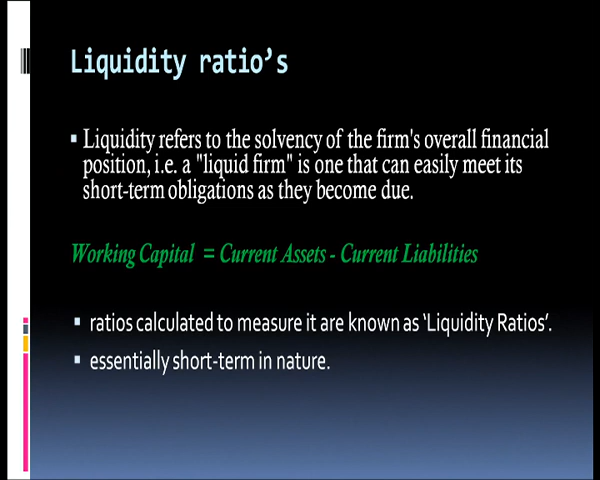 Liquidity ratio’s
Liquidity refers to the solvency of the firm's overall financial
position, i.e. a "liquid firm" is one that can easily meet its
short-term obligations as they become due.
Working Capital = Current Assets - Current Liabilities
ratios calculated to measure it are known as ‘Liquidity Ratios’.
essentially short-term in nature.